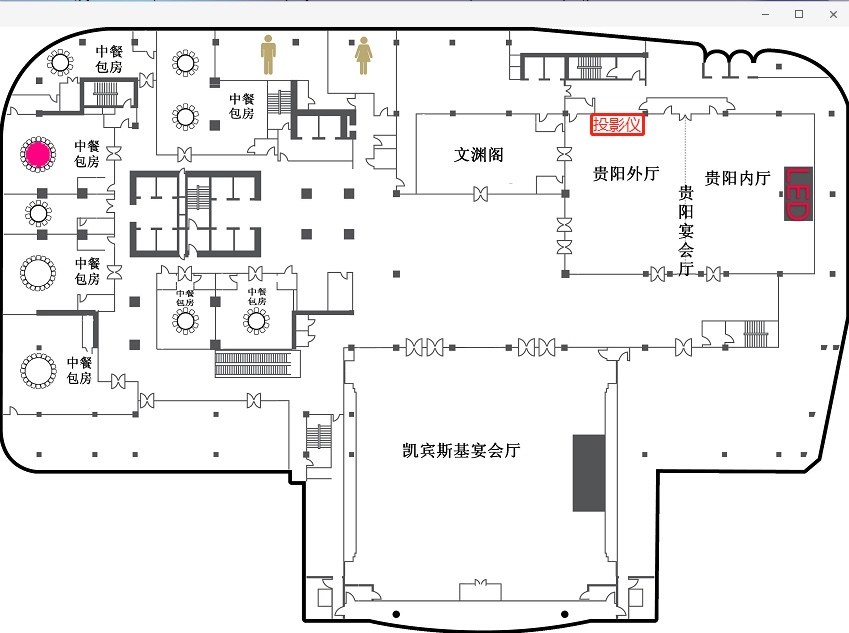 中餐
包房
中餐
包房
投影仪
中餐
包房
文渊阁
贵阳外厅
贵阳内厅
LED
贵阳宴会厅
中餐
包房
中餐
包房
中餐
包房
中餐
包房
凯宾斯基宴会厅